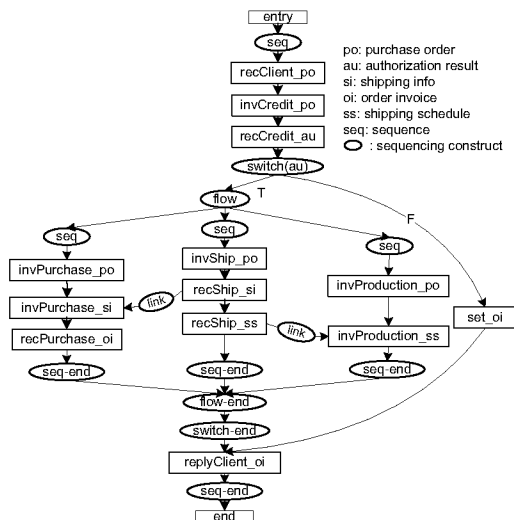 entry
seq
recClient_po
invCredit_po
recCredit_au
switch(au)
po: purchase order
au: authorization result
si: shipping info
oi: order invoice
ss: shipping schedule
seq: sequence
: sequencing construct
T
F
flow
seq
seq
seq
invPurchase_po
invShip_po
invProduction_po
invPurchase_si
link
recShip_si
set_oi
recPurchase_oi
recShip_ss
link
invProduction_ss
seq-end
seq-end
seq-end
flow-end
switch-end
replyClient_oi
seq-end
end